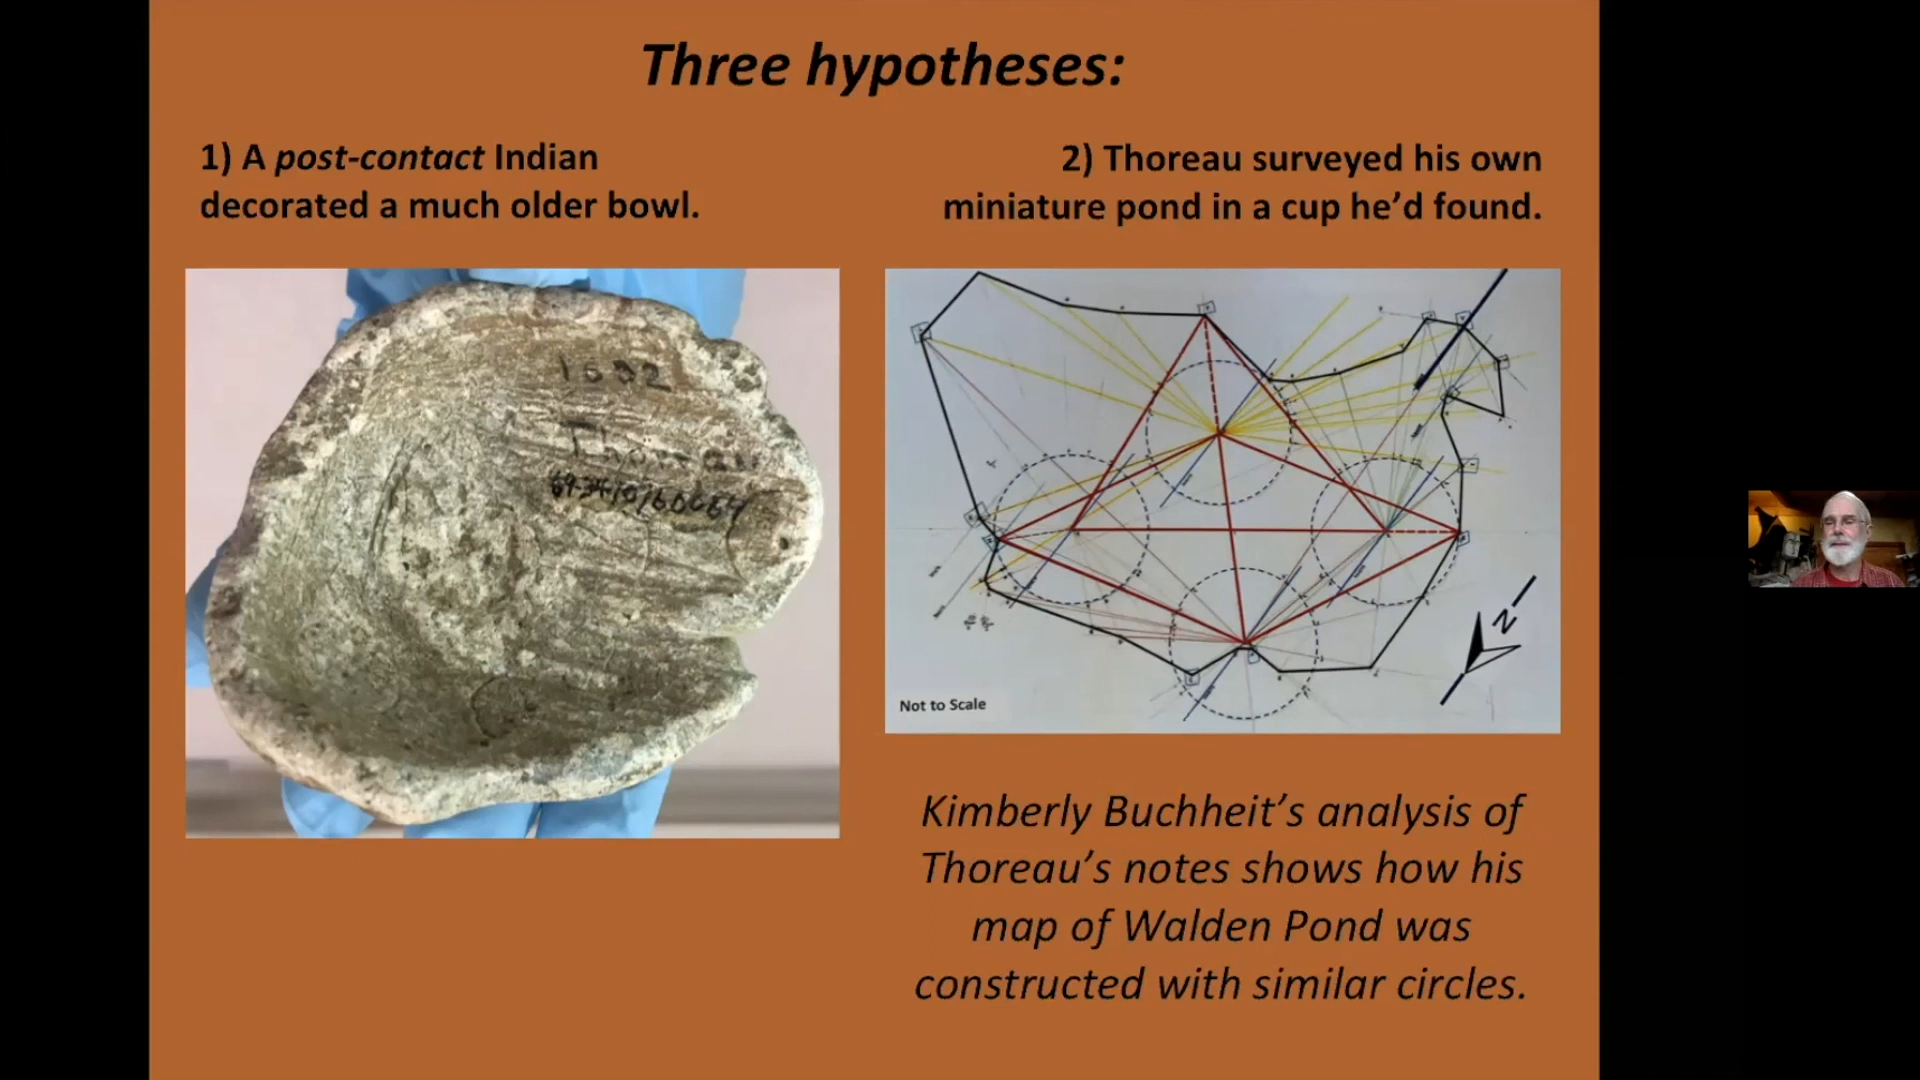 Three hypotheses:
1) A post-contact Indian
decorated a much older bowl.
2) Thoreau surveyed his own
miniature pond in a cup he’d found.
Thoreau
Not to Scale
N
Kimberly Buchheit’s analysis of
Thoreau’s notes shows how his
map of Walden Pond was
constructed with similar circles.